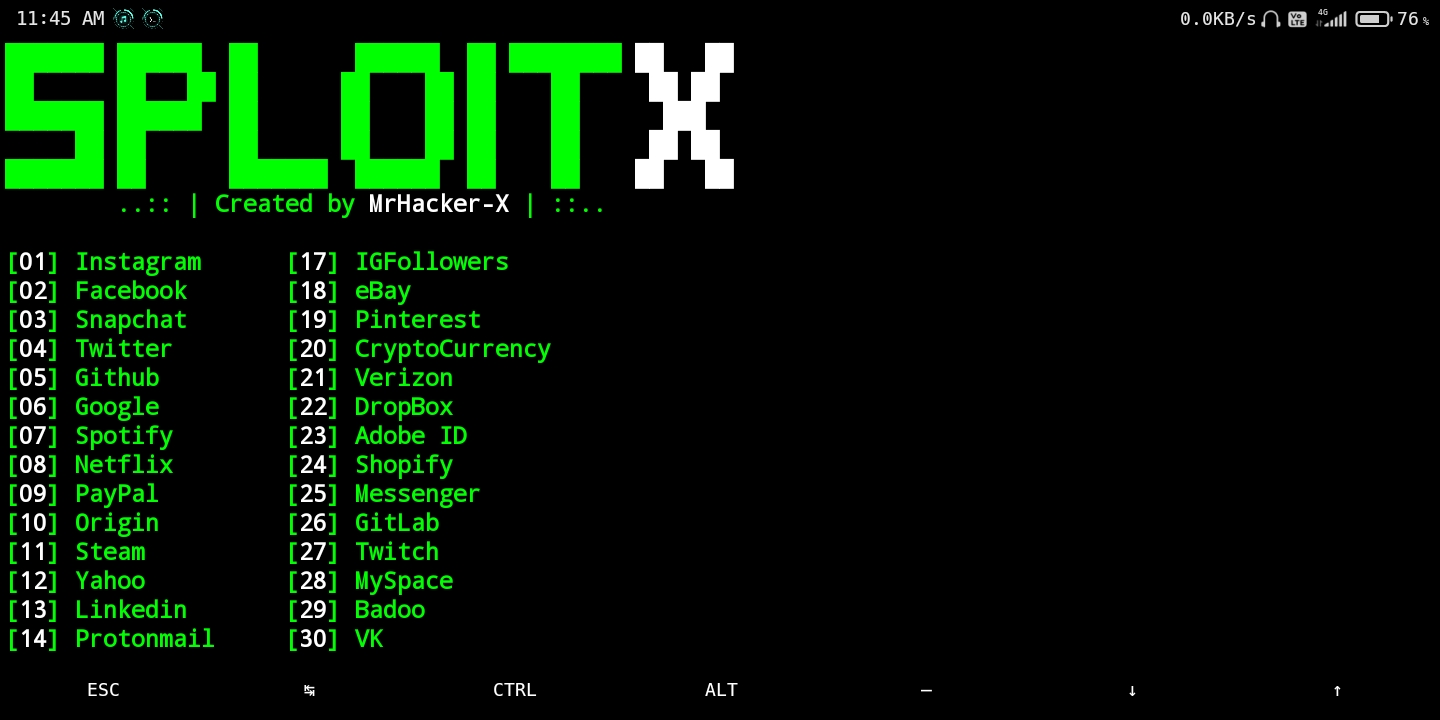 11:45 AM 0.0KB/s Vo LTE 4G 76 %
SPLOITX
..:: | Created by MrHacker-X | ::..
[01] Instagram [17] IGFollowers
[02] Facebook [18] eBay
[03] Snapchat [19] Pinterest
[04] Twitter [20] CryptoCurrency
[05] Github [21] Verizon
[06] Google [22] DropBox
[07] Spotify [23] Adobe ID
[08] Netflix [24] Shopify
[09] PayPal [25] Messenger
[10] Origin [26] GitLab
[11] Steam [27] Twitch
[12] Yahoo [28] MySpace
[13] Linkedin [29] Badoo
[14] Protonmail [30] VK
ESC ↹ CTRL ALT – ↓ ↑